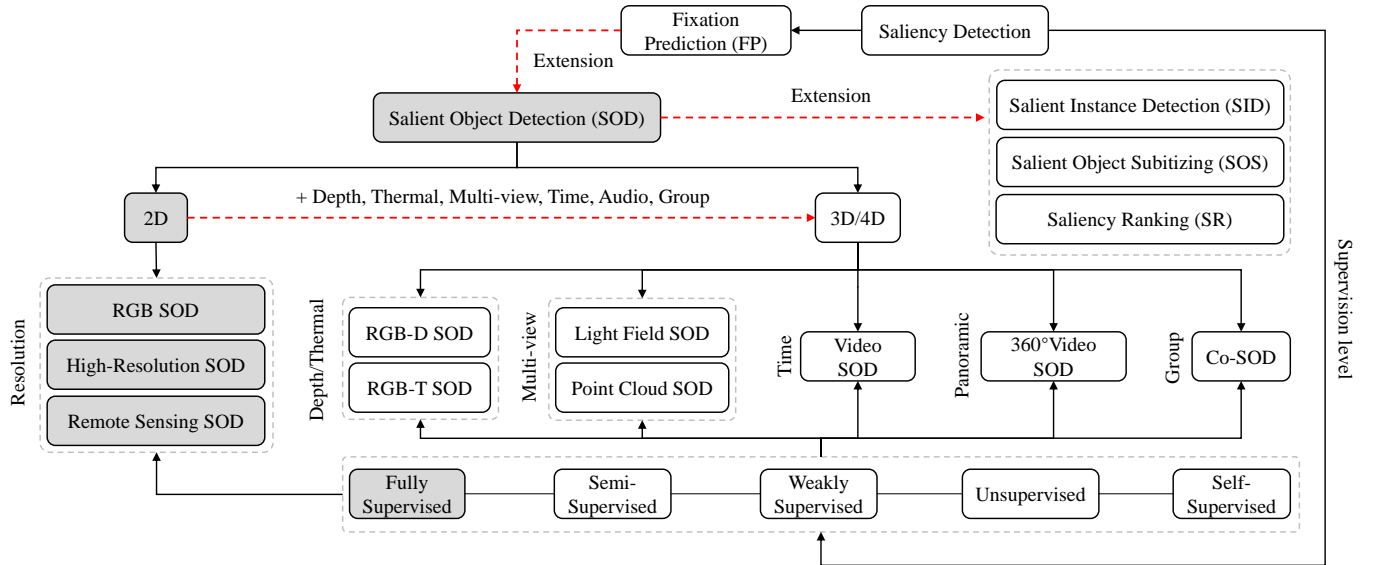 Fixation
Prediction (FP)
Saliency Detection
Extension
Salient Object Detection (SOD)
Extension
Salient Instance Detection (SID)
Salient Object Subitizing (SOS)
Saliency Ranking (SR)
2D
+ Depth, Thermal, Multi-view, Time, Audio, Group
3D/4D
Supervision level
Resolution
RGB SOD
High-Resolution SOD
Remote Sensing SOD
Depth/Thermal
RGB-D SOD
RGB-T SOD
Multi-view
Light Field SOD
Point Cloud SOD
Time
Video
SOD
Panoramic
360°Video
SOD
Group
Co-SOD
Fully
Supervised
Semi-
Supervised
Weakly
Supervised
Unsupervised
Self-
Supervised